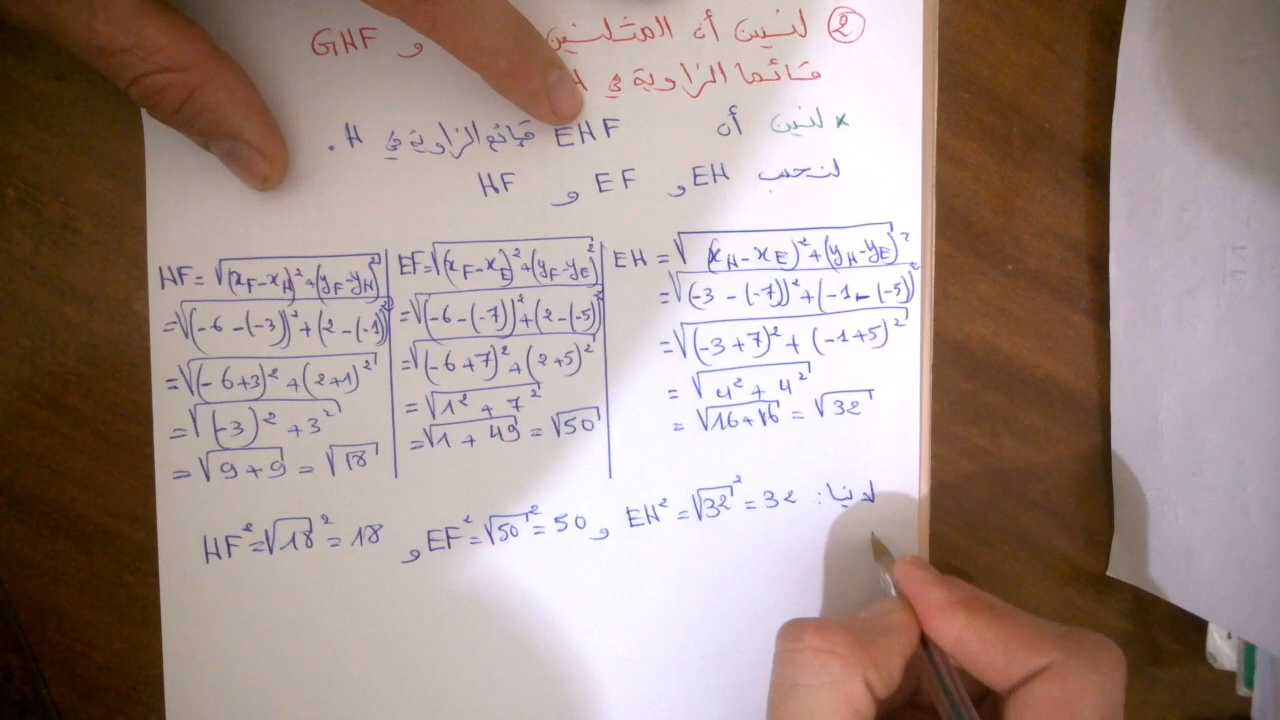 ② لنبين أن المثلثين و GHF
قائما الزاوية في H
* لنبين أن EHF قائم الزاوية في H.
لنحسب EH و EF و HF
EH = √((x_H - x_E)² + (y_H - y_E)²)
= √((-3 - (-7))² + (-1 - (-5))²)
= √((-3 + 7)² + (-1 + 5)²)
= √(4² + 4²)
= √(16 + 16) = √32
EF = √((x_F - x_E)² + (y_F - y_E)²)
= √((-6 - (-7))² + (2 - (-5))²)
= √((-6 + 7)² + (2 + 5)²)
= √(1² + 7²)
= √(1 + 49) = √50
HF = √((x_F - x_H)² + (y_F - y_H)²)
= √((-6 - (-3))² + (2 - (-1))²)
= √((-6 + 3)² + (2 + 1)²)
= √((-3)² + 3²)
= √(9 + 9) = √18
لدينا: EH² = √32² = 32 و EF² = √50² = 50 و HF² = √18² = 18